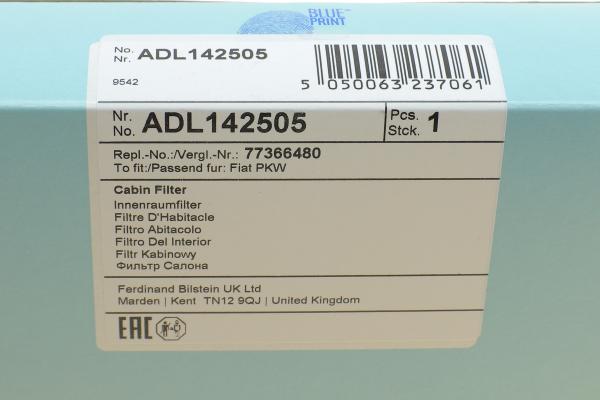 BLUE PRINT
No. Nr. ADL142505
9542
5 050063 237061
Nr. No. ADL142505 Pcs. Stck. 1
Repl.-No.:/Vergl.-Nr.: 77366480
To fit:/Passend fur: Fiat PKW
Cabin Filter
Innenraumfilter
Filtre D'Habitacle
Filtro Abitacolo
Filtro Del Interior
Filtr Kabinowy
Фильтр Салона
Ferdinand Bilstein UK Ltd
Marden | Kent TN12 9QJ | United Kingdom
EAC